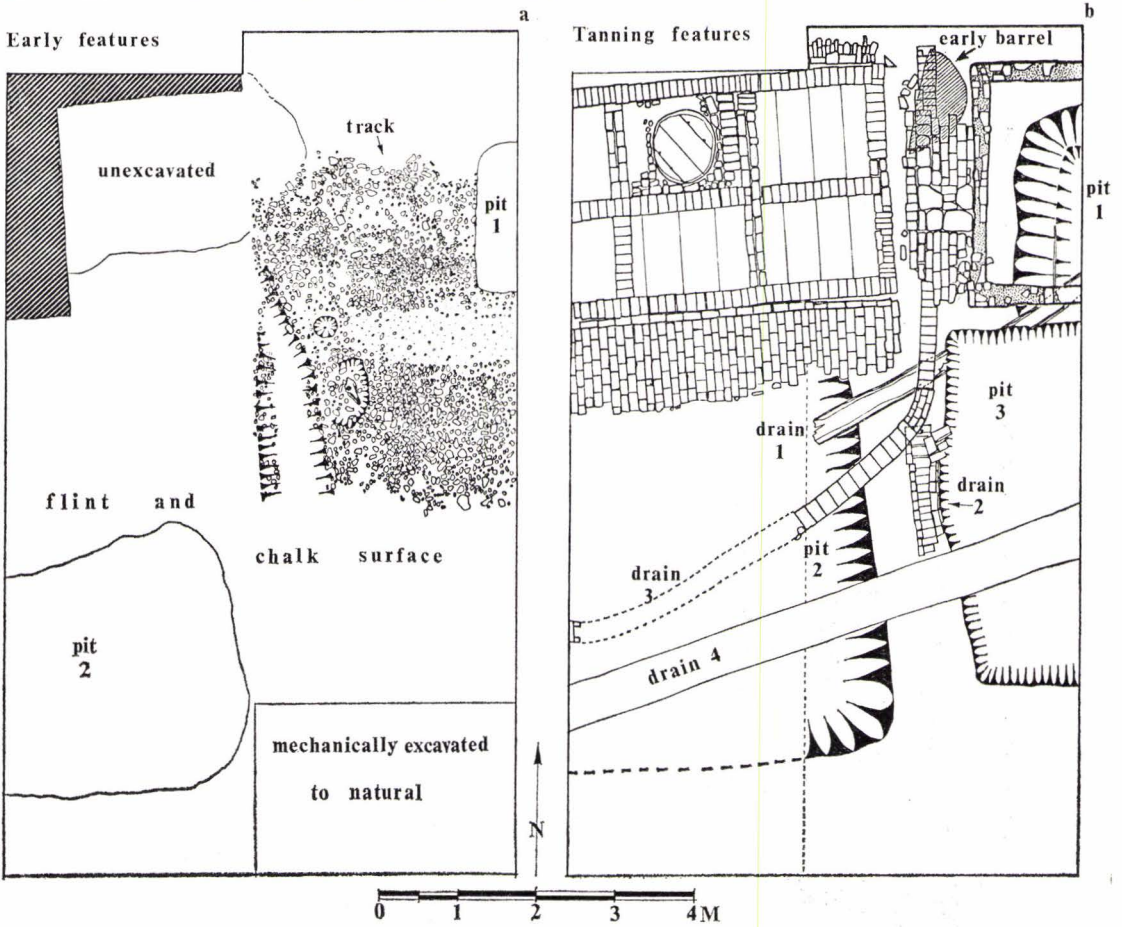 a
Early features
unexcavated
track
pit
1
flint and
chalk surface
pit
2
mechanically excavated
to natural
N
0 1 2 3 4M
b
Tanning features
early barrel
pit
1
pit
3
drain
1
drain
2
pit
2
drain
3
drain 4